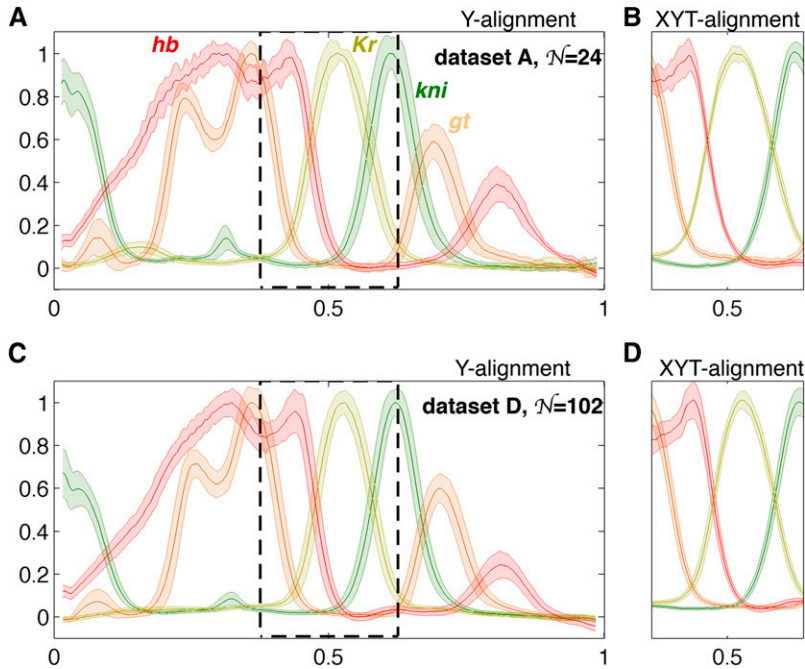 A
Y-alignment
B
XYT-alignment
hb
Kr
dataset A, N=24
kni
gt
1
0.8
0.6
0.4
0.2
0
0
0.5
1
0.5
C
Y-alignment
D
XYT-alignment
dataset D, N=102
1
0.8
0.6
0.4
0.2
0
0
0.5
1
0.5